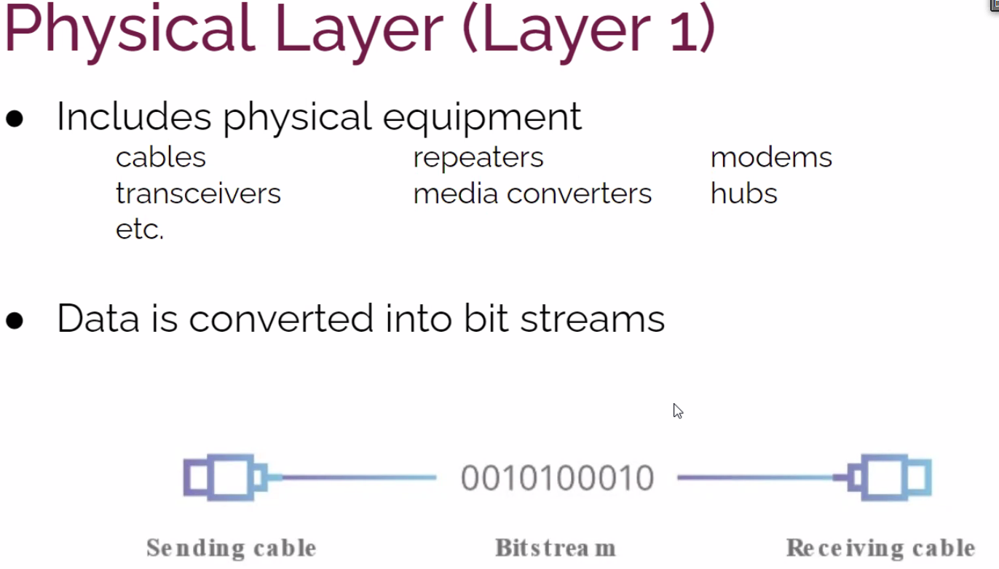 Physical Layer (Layer 1)
● Includes physical equipment
cables repeaters modems
transceivers media converters hubs
etc.
● Data is converted into bit streams
0010100010
Sending cable Bitstream Receiving cable